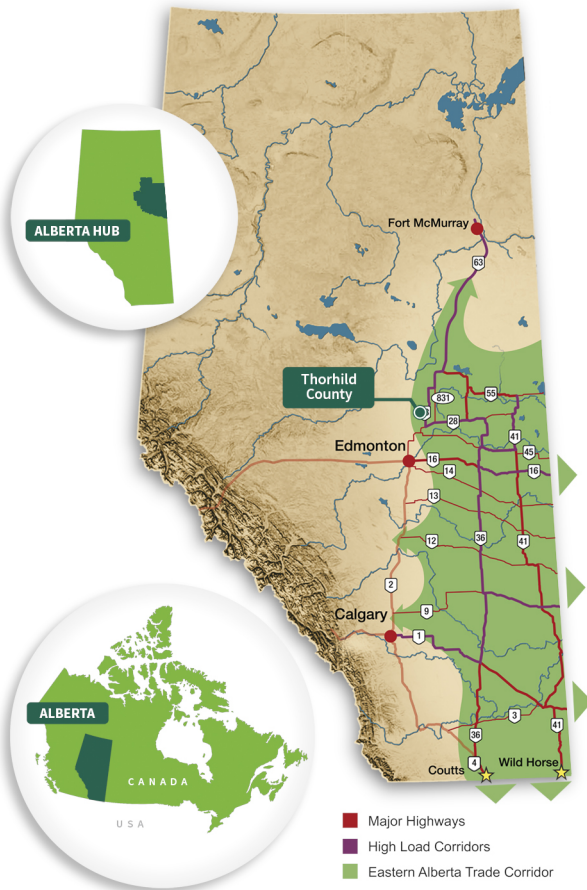 Fort McMurray
63
ALBERTA HUB
Thorhild
County
831
55
28
41
45
Edmonton
16
16
14
13
12
36
41
2
Calgary
9
1
ALBERTA
3
36
41
4
Coutts
Wild Horse
CANADA
USA
Major Highways
High Load Corridors
Eastern Alberta Trade Corridor